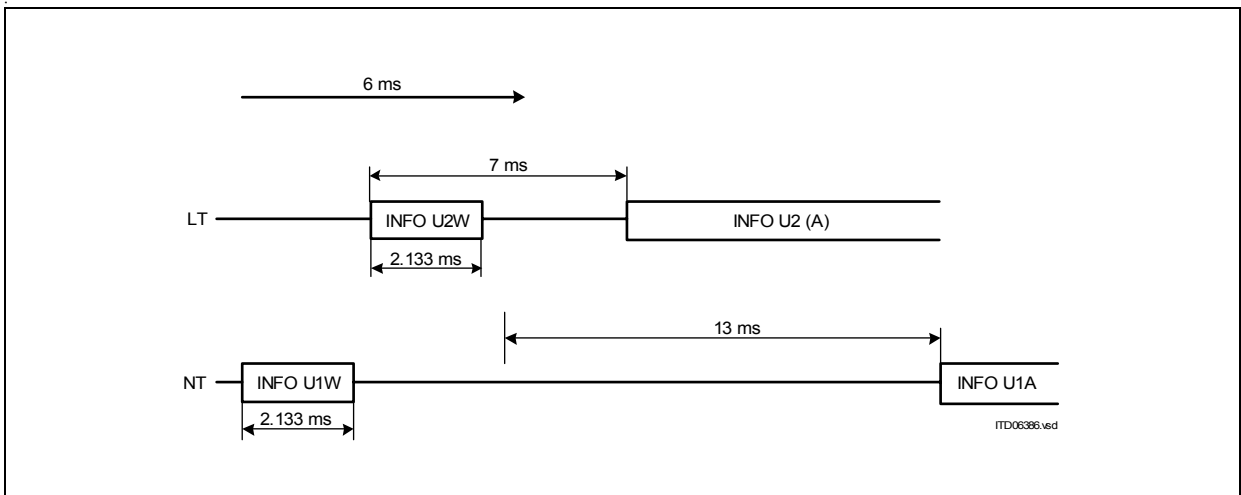 6 ms
7 ms
LT
INFO U2W
INFO U2 (A)
2.133 ms
13 ms
NT
INFO U1W
INFO U1A
2.133 ms
ITD06386.vsd